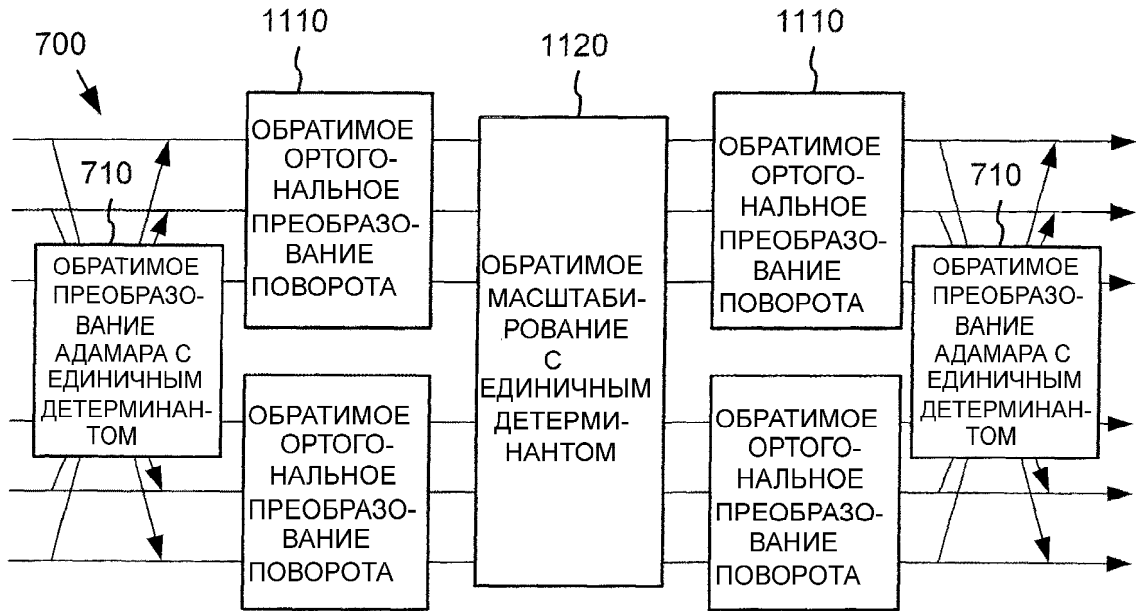 700
1110
1120
1110
710
ОБРАТИМОЕ
ПРЕОБРАЗО-
ВАНИЕ
АДАМАРА С
ЕДИНИЧНЫМ
ДЕТЕРМИНАН-
ТОМ
ОБРАТИМОЕ
ОРТОГО-
НАЛЬНОЕ
ПРЕОБРАЗО-
ВАНИЕ
ПОВОРОТА
ОБРАТИМОЕ
ОРТОГО-
НАЛЬНОЕ
ПРЕОБРАЗО-
ВАНИЕ
ПОВОРОТА
ОБРАТИМОЕ
МАСШТАБИ-
РОВАНИЕ
С
ЕДИНИЧНЫМ
ДЕТЕРМИ-
НАНТОМ
ОБРАТИМОЕ
ОРТОГО-
НАЛЬНОЕ
ПРЕОБРАЗО-
ВАНИЕ
ПОВОРОТА
ОБРАТИМОЕ
ОРТОГО-
НАЛЬНОЕ
ПРЕОБРАЗО-
ВАНИЕ
ПОВОРОТА
710
ОБРАТИМОЕ
ПРЕОБРАЗО-
ВАНИЕ
АДАМАРА С
ЕДИНИЧНЫМ
ДЕТЕРМИНАН-
ТОМ